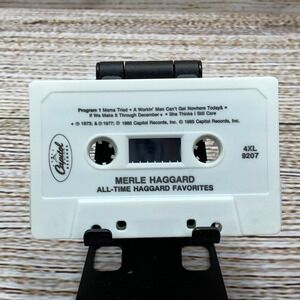 Program 1 Mama Tried • A Workin' Man Can't Get Nowhere Today&
If We Make It Through December+ • She Thinks I Still Care
+ ℗ 1973; & ℗ 1977; ℗ 1985 Capitol Records, Inc. © 1985 Capitol Records, Inc.
Capitol
4XL
9207
MERLE HAGGARD
ALL-TIME HAGGARD FAVORITES